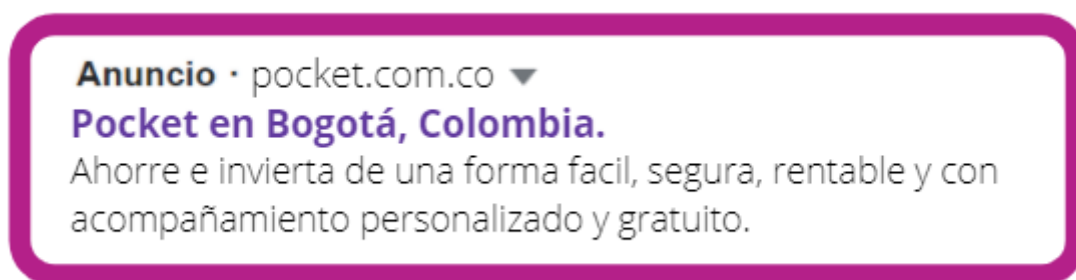 Anuncio · pocket.com.co
Pocket en Bogotá, Colombia.
Ahorre e invierta de una forma facil, segura, rentable y con
acompañamiento personalizado y gratuito.